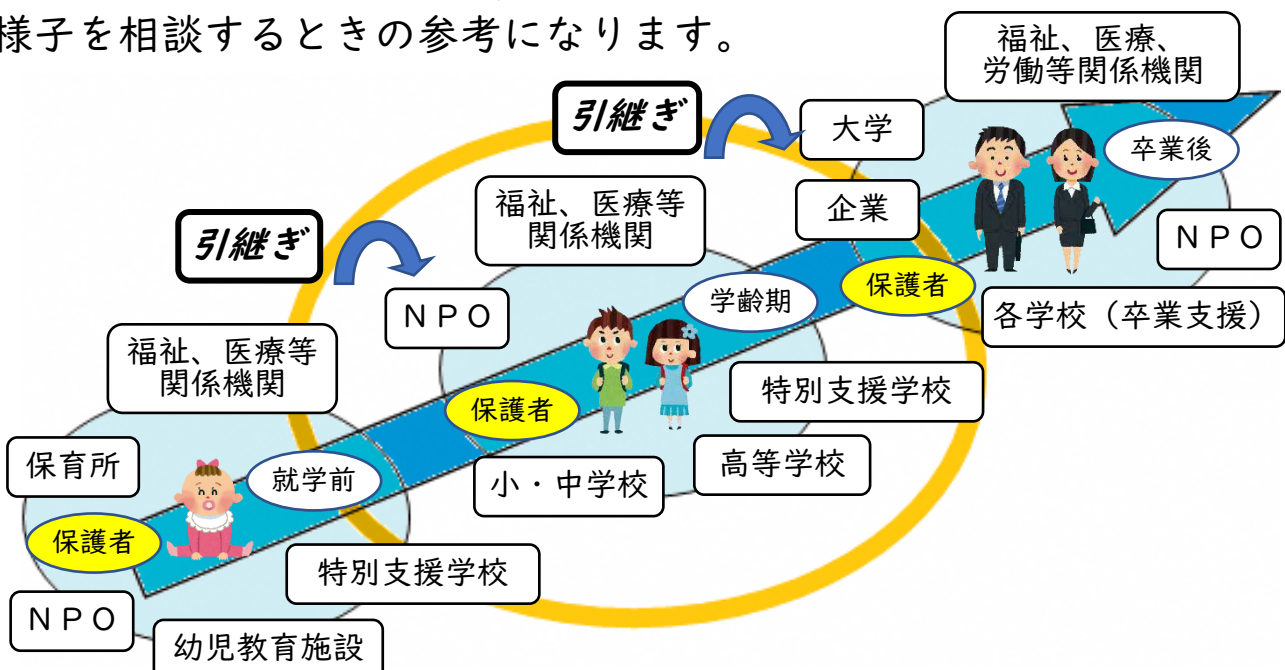 様子を相談するときの参考になります。
福祉、医療、
労働等関係機関
引継ぎ
大学
卒業後
企業
福祉、医療等
関係機関
引継ぎ
NPO
保護者
学齢期
NPO
各学校（卒業支援）
福祉、医療等
関係機関
保護者
特別支援学校
高等学校
小・中学校
保育所
就学前
保護者
特別支援学校
NPO
幼児教育施設